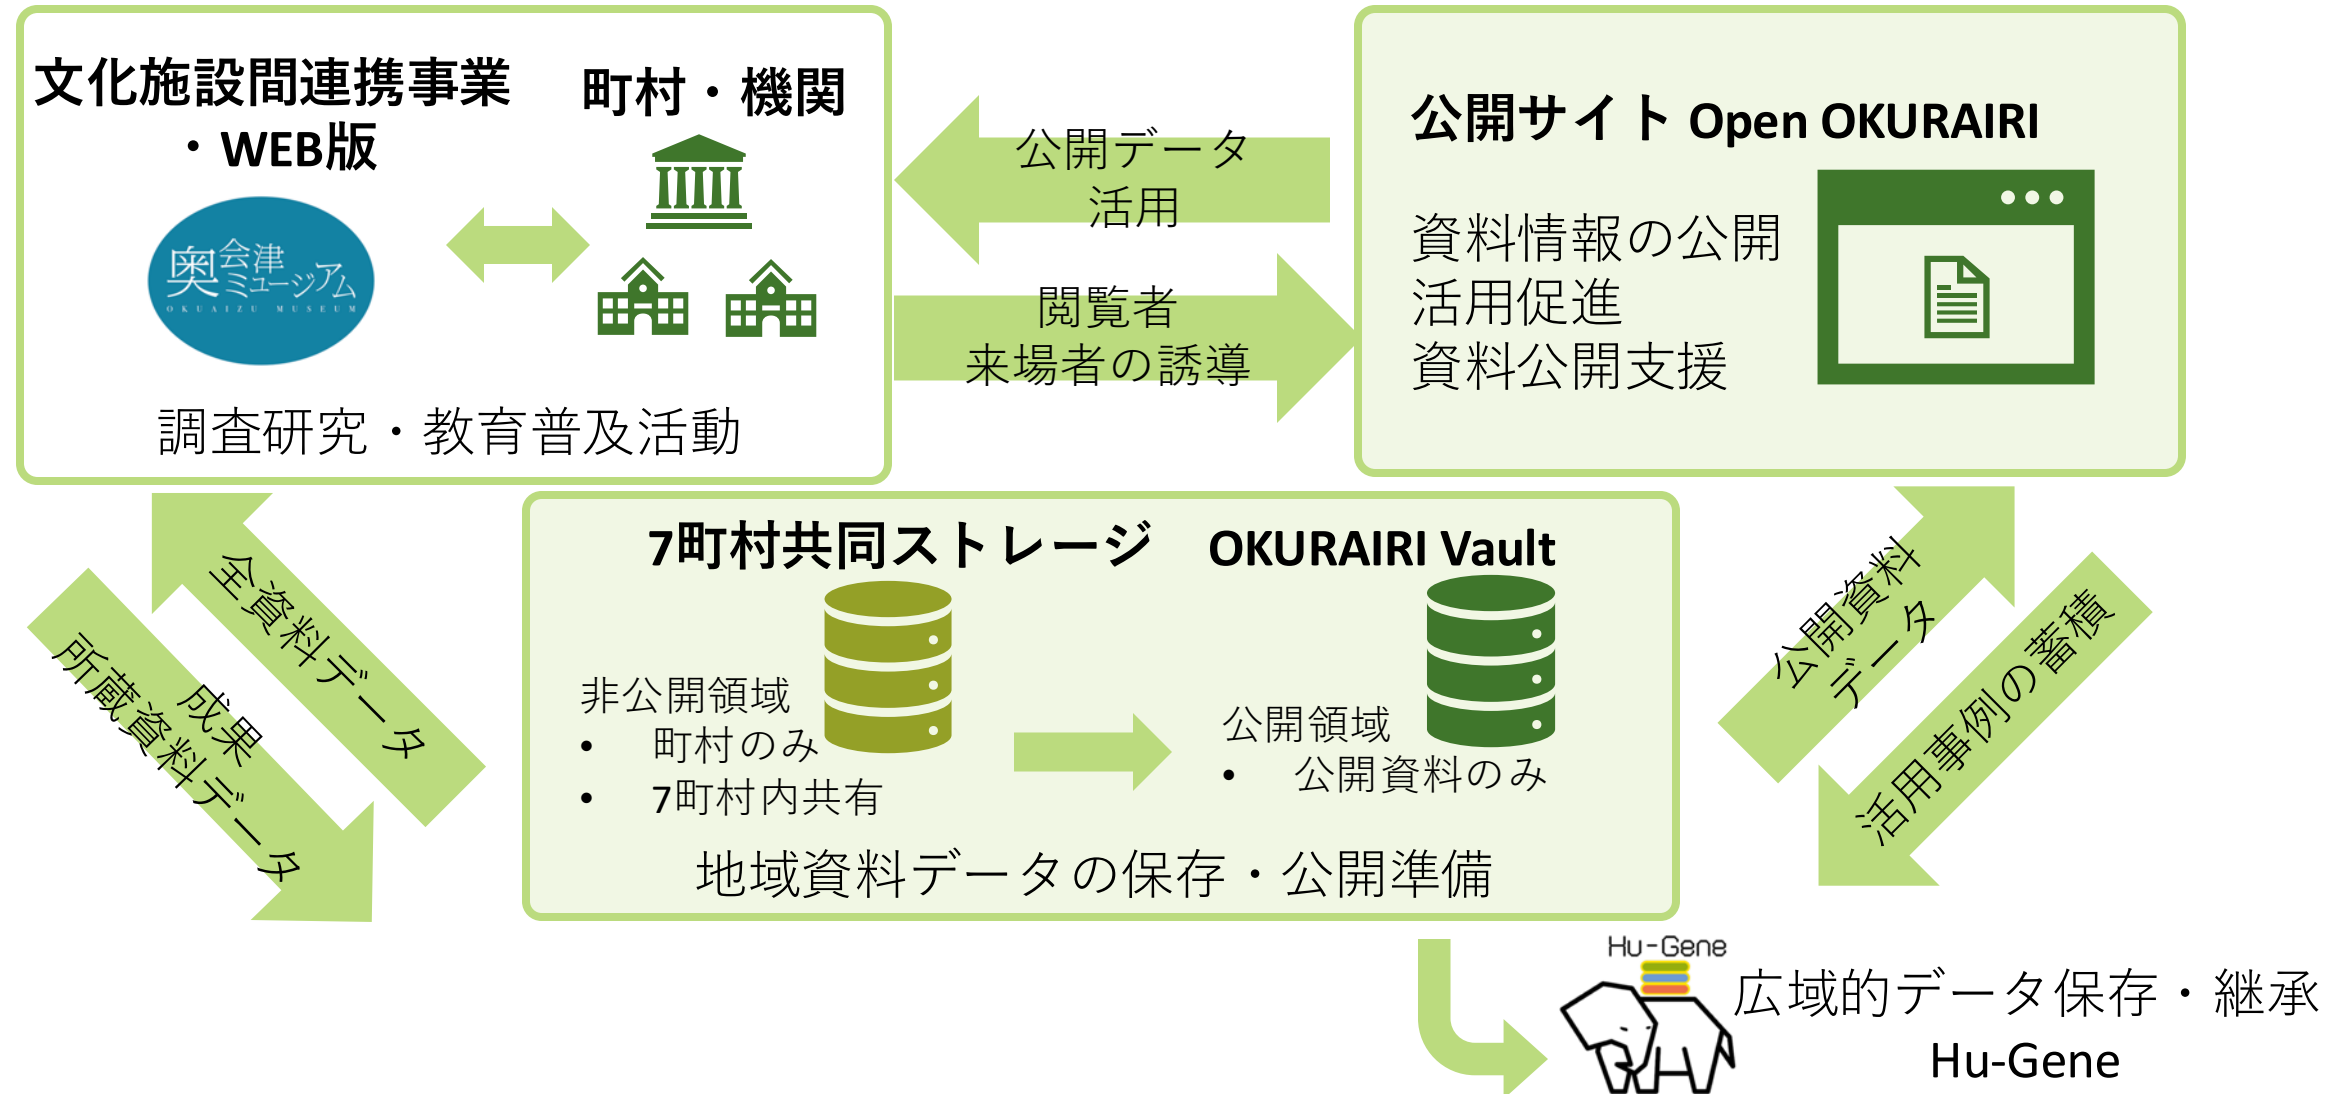 文化施設間連携事業
・WEB版
町村・機関
奥会津
ミュージアム
OKUAIZU MUSEUM
調査研究・教育普及活動
公開データ
活用
閲覧者
来場者の誘導
公開サイト Open OKURAIRI
資料情報の公開
活用促進
資料公開支援
全資料データ
成果
所蔵資料データ
7町村共同ストレージ OKURAIRI Vault
非公開領域
• 町村のみ
• 7町村内共有
公開領域
• 公開資料のみ
地域資料データの保存・公開準備
公開資料
データ
活用事例の蓄積
Hu-Gene
広域的データ保存・継承
Hu-Gene